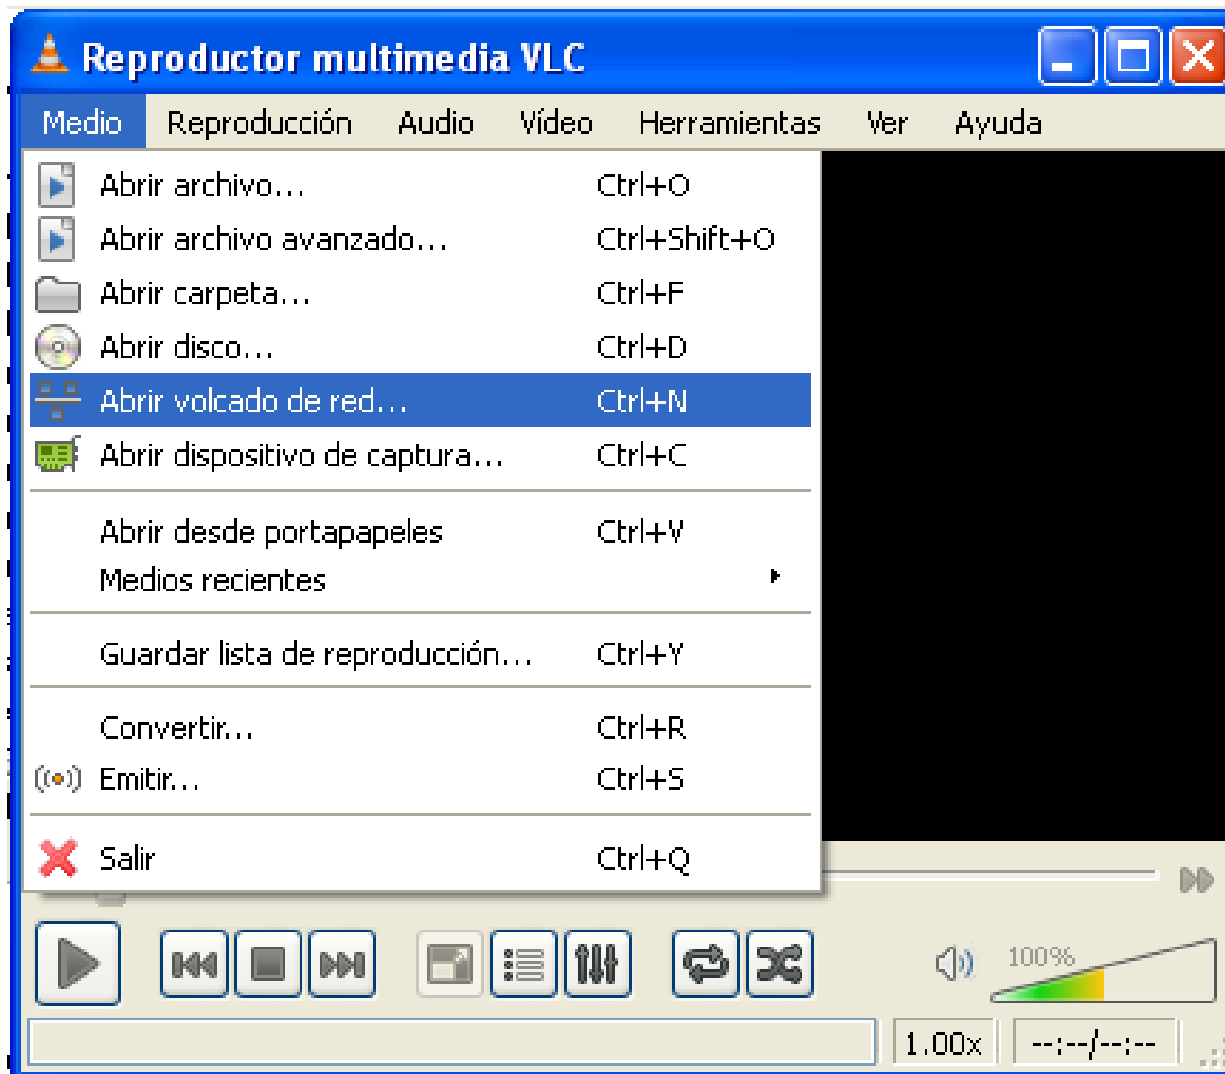 Reproductor multimedia VLC
Medio Reproducción Audio Vídeo Herramientas Ver Ayuda
Abrir archivo... Ctrl+O
Abrir archivo avanzado... Ctrl+Shift+O
Abrir carpeta... Ctrl+F
Abrir disco... Ctrl+D
Abrir volcado de red... Ctrl+N
Abrir dispositivo de captura... Ctrl+C
Abrir desde portapapeles Ctrl+V
Medios recientes
Guardar lista de reproducción... Ctrl+Y
Convertir... Ctrl+R
Emitir... Ctrl+S
Salir Ctrl+Q
100%
1.00x --:--/--:--